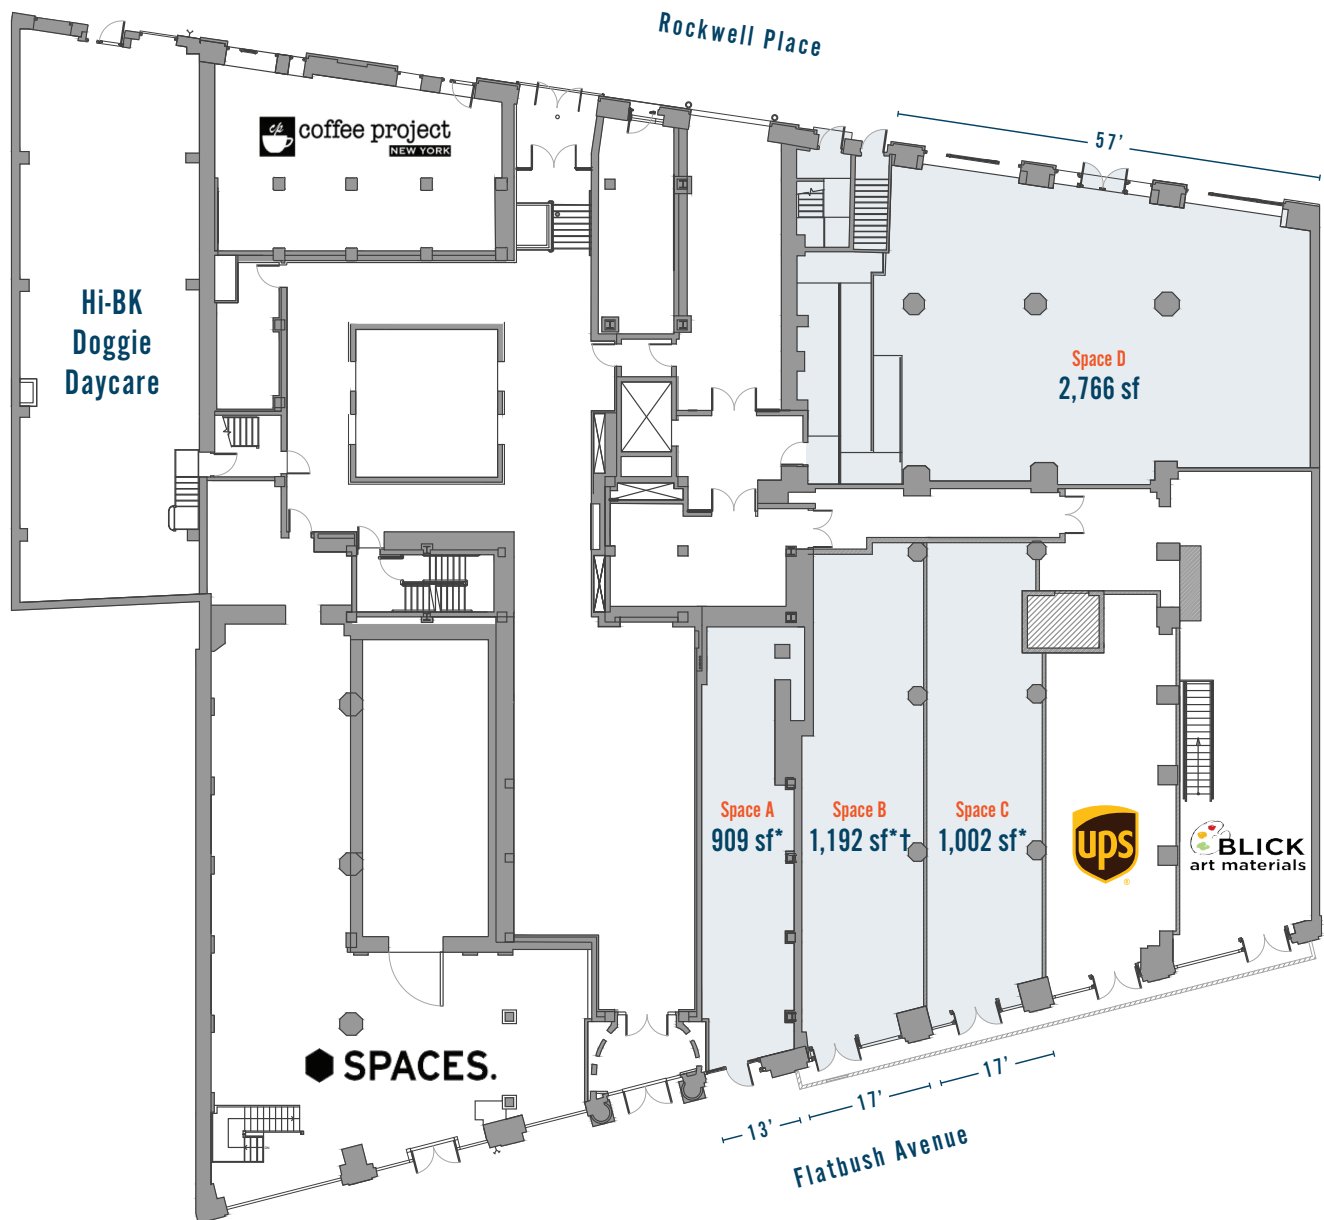 Rockwell Place
cp
coffee project
NEW YORK
57'
Hi-BK
Doggie
Daycare
Space D
2,766 sf
Space A
909 sf*
Space B
1,192 sf*†
Space C
1,002 sf*
ups
®
BLICK
art materials
SPACES.
13'
17'
17'
Flatbush Avenue